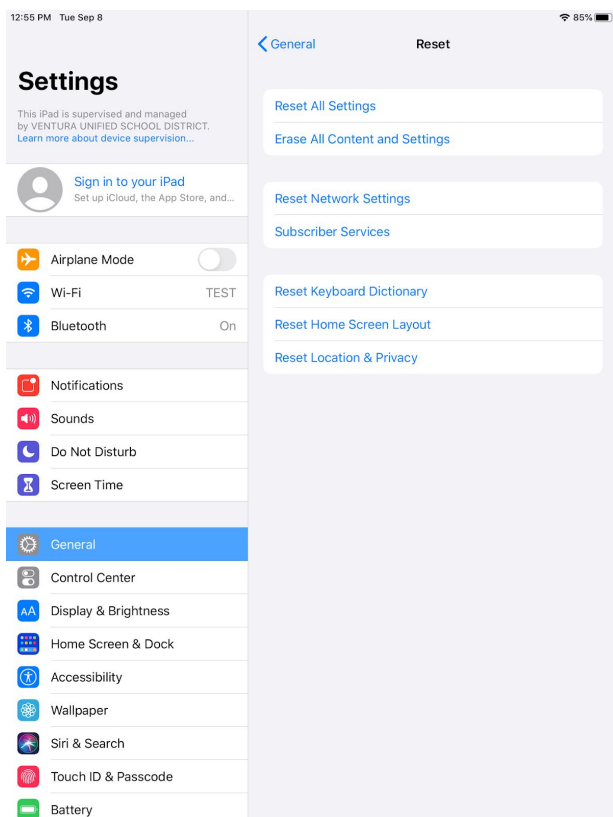 12:55 PM Tue Sep 8
85%
Settings
This iPad is supervised and managed
by VENTURA UNIFIED SCHOOL DISTRICT.
Learn more about device supervision...
Sign in to your iPad
Set up iCloud, the App Store, and...
Airplane Mode
Wi-Fi TEST
Bluetooth On
Notifications
Sounds
Do Not Disturb
Screen Time
General
Control Center
AA Display & Brightness
Home Screen & Dock
Accessibility
Wallpaper
Siri & Search
Touch ID & Passcode
Battery
General Reset
Reset All Settings
Erase All Content and Settings
Reset Network Settings
Subscriber Services
Reset Keyboard Dictionary
Reset Home Screen Layout
Reset Location & Privacy